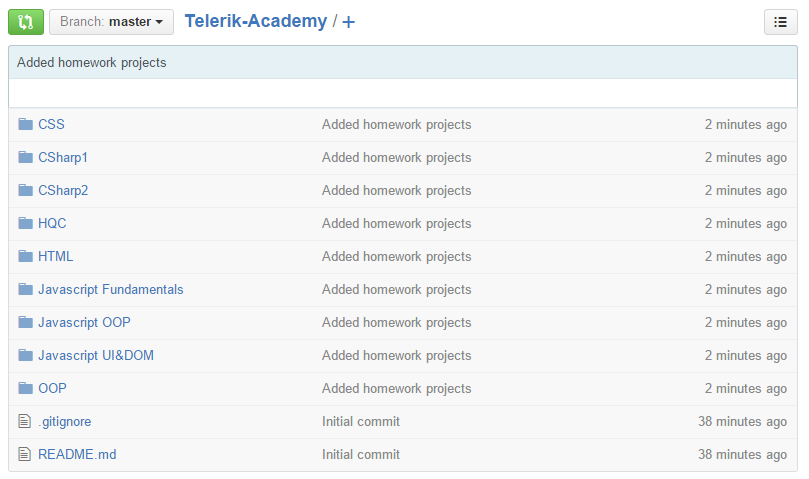 Branch: master Telerik-Academy / +
Added homework projects
CSS Added homework projects 2 minutes ago
CSharp1 Added homework projects 2 minutes ago
CSharp2 Added homework projects 2 minutes ago
HQC Added homework projects 2 minutes ago
HTML Added homework projects 2 minutes ago
Javascript Fundamentals Added homework projects 2 minutes ago
Javascript OOP Added homework projects 2 minutes ago
Javascript UI&DOM Added homework projects 2 minutes ago
OOP Added homework projects 2 minutes ago
.gitignore Initial commit 38 minutes ago
README.md Initial commit 38 minutes ago